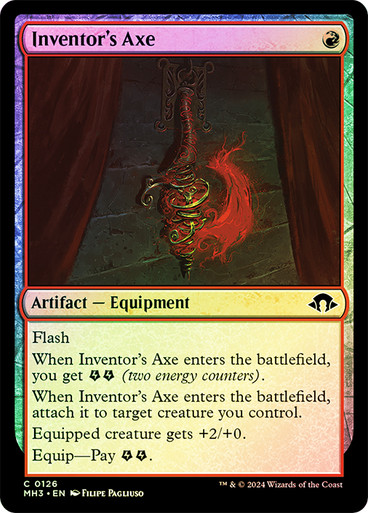 Inventor's Axe
Artifact — Equipment
Flash
When Inventor's Axe enters the battlefield,
you get (two energy counters).
When Inventor's Axe enters the battlefield,
attach it to target creature you control.
Equipped creature gets +2/+0.
Equip—Pay .
C 0126
MH3 • EN Filipe Pagliuso
™ & © 2024 Wizards of the Coast